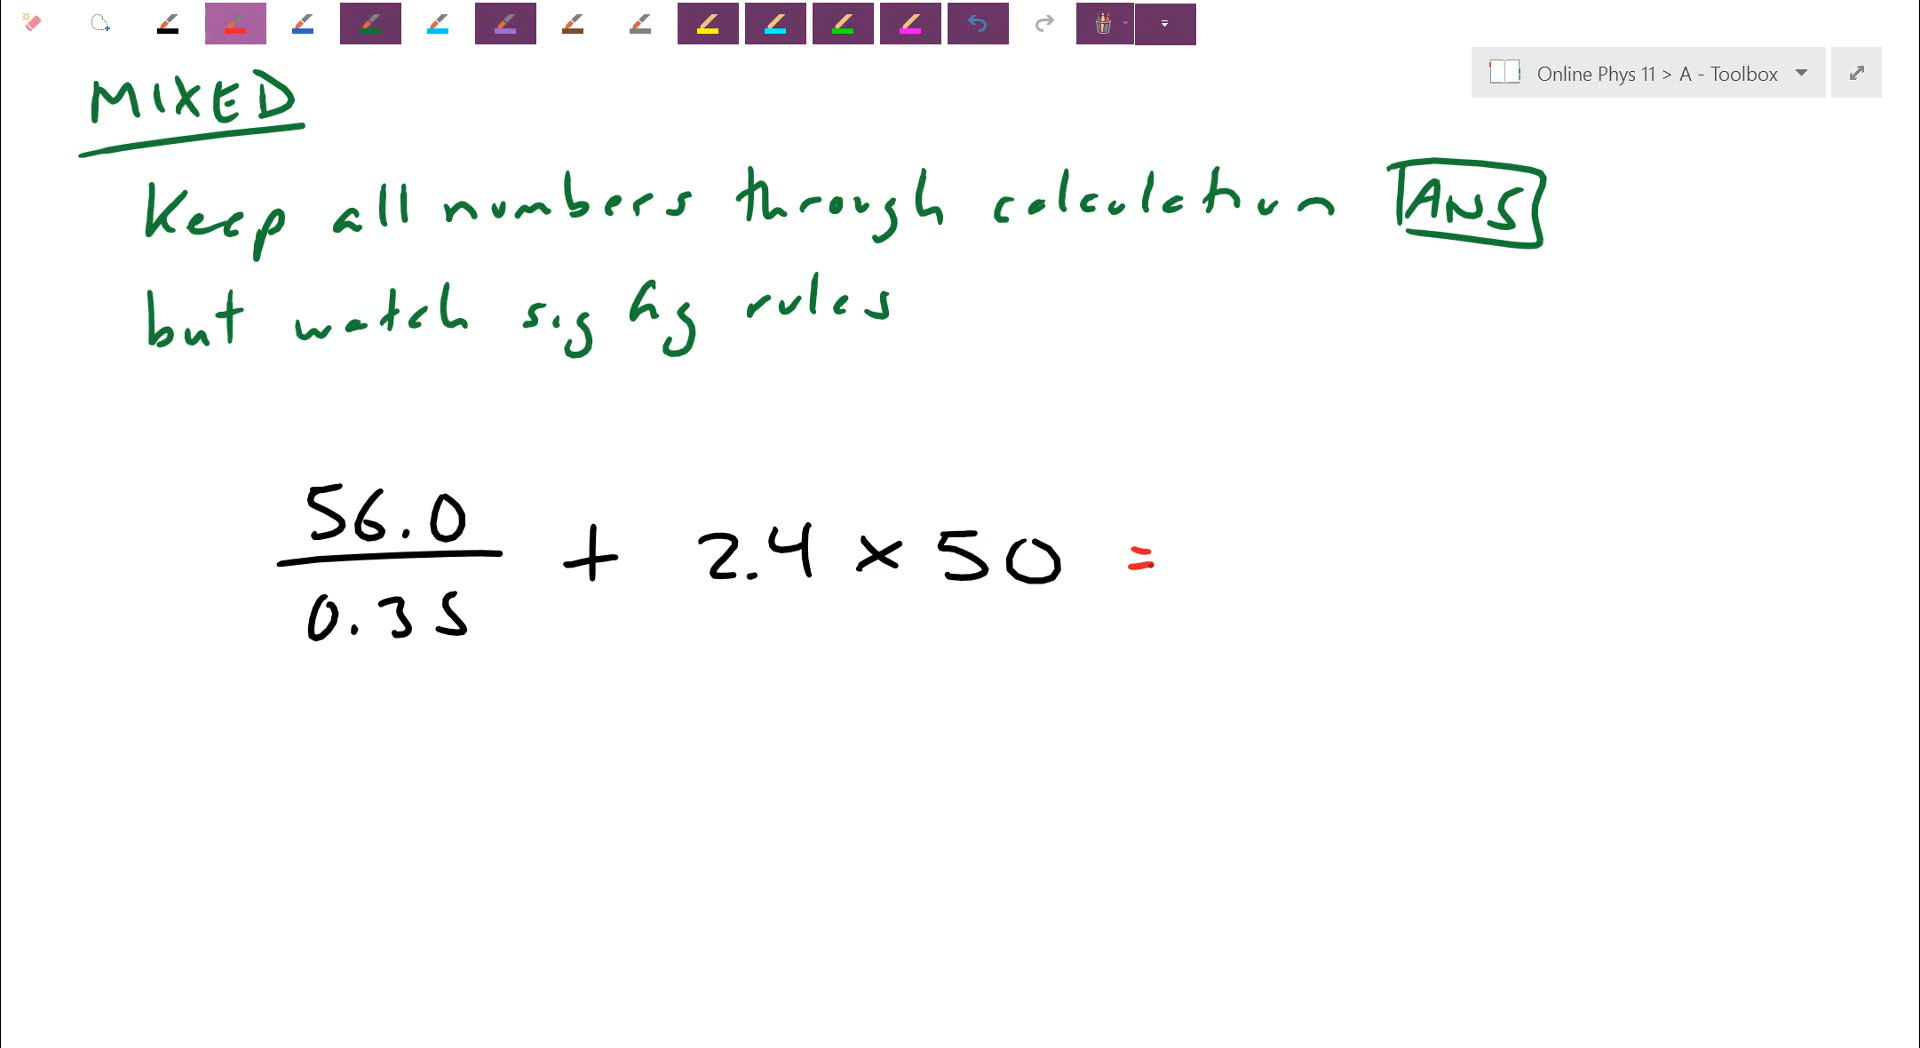 Online Phys 11 > A - Toolbox
MIXED
Keep all numbers through calculation ANS
but watch sig fig rules
56.0
0.35
+ 2.4 × 50 =